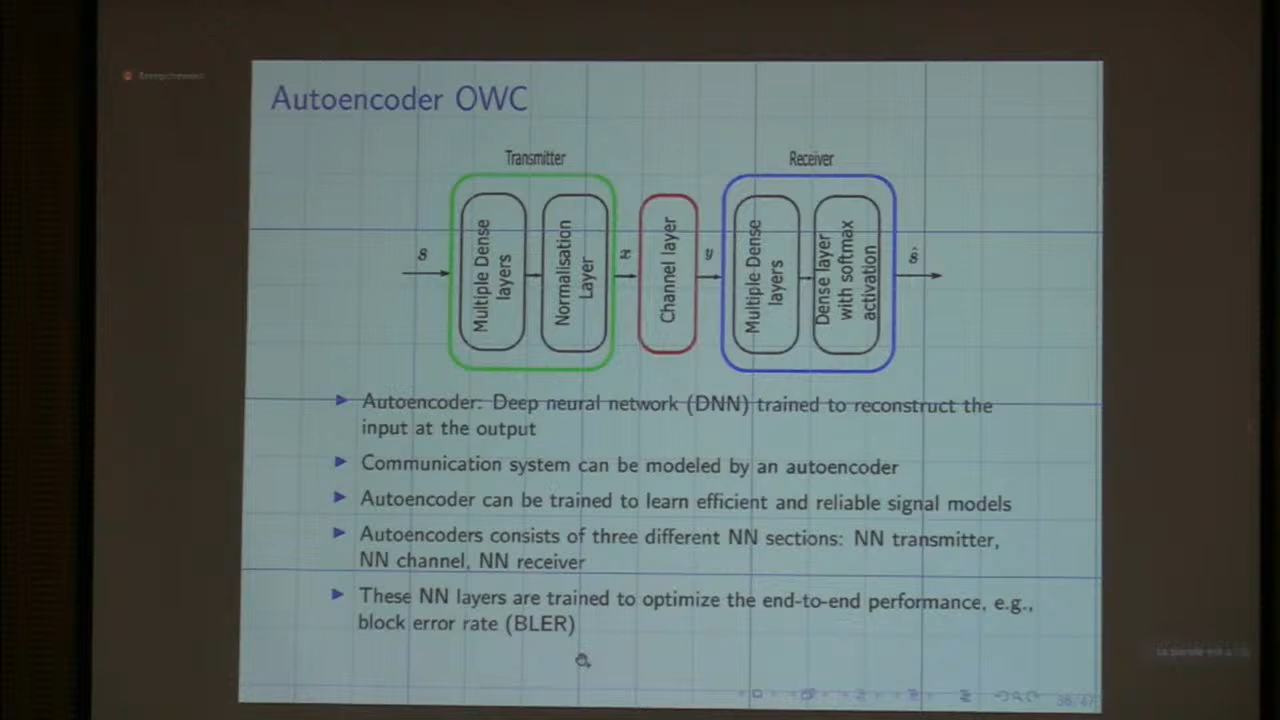 Autoencoder OWC
Transmitter
Receiver
s
Multiple Dense
layers
Normalisation
Layer
Channel layer
Multiple Dense
layers
Dense layer
with softmax
activation
ŝ
Autoencoder: Deep neural network (DNN) trained to reconstruct the
input at the output
Communication system can be modeled by an autoencoder
Autoencoder can be trained to learn efficient and reliable signal models
Autoencoders consists of three different NN sections: NN transmitter,
NN channel, NN receiver
These NN layers are trained to optimize the end-to-end performance, e.g.,
block error rate (BLER)